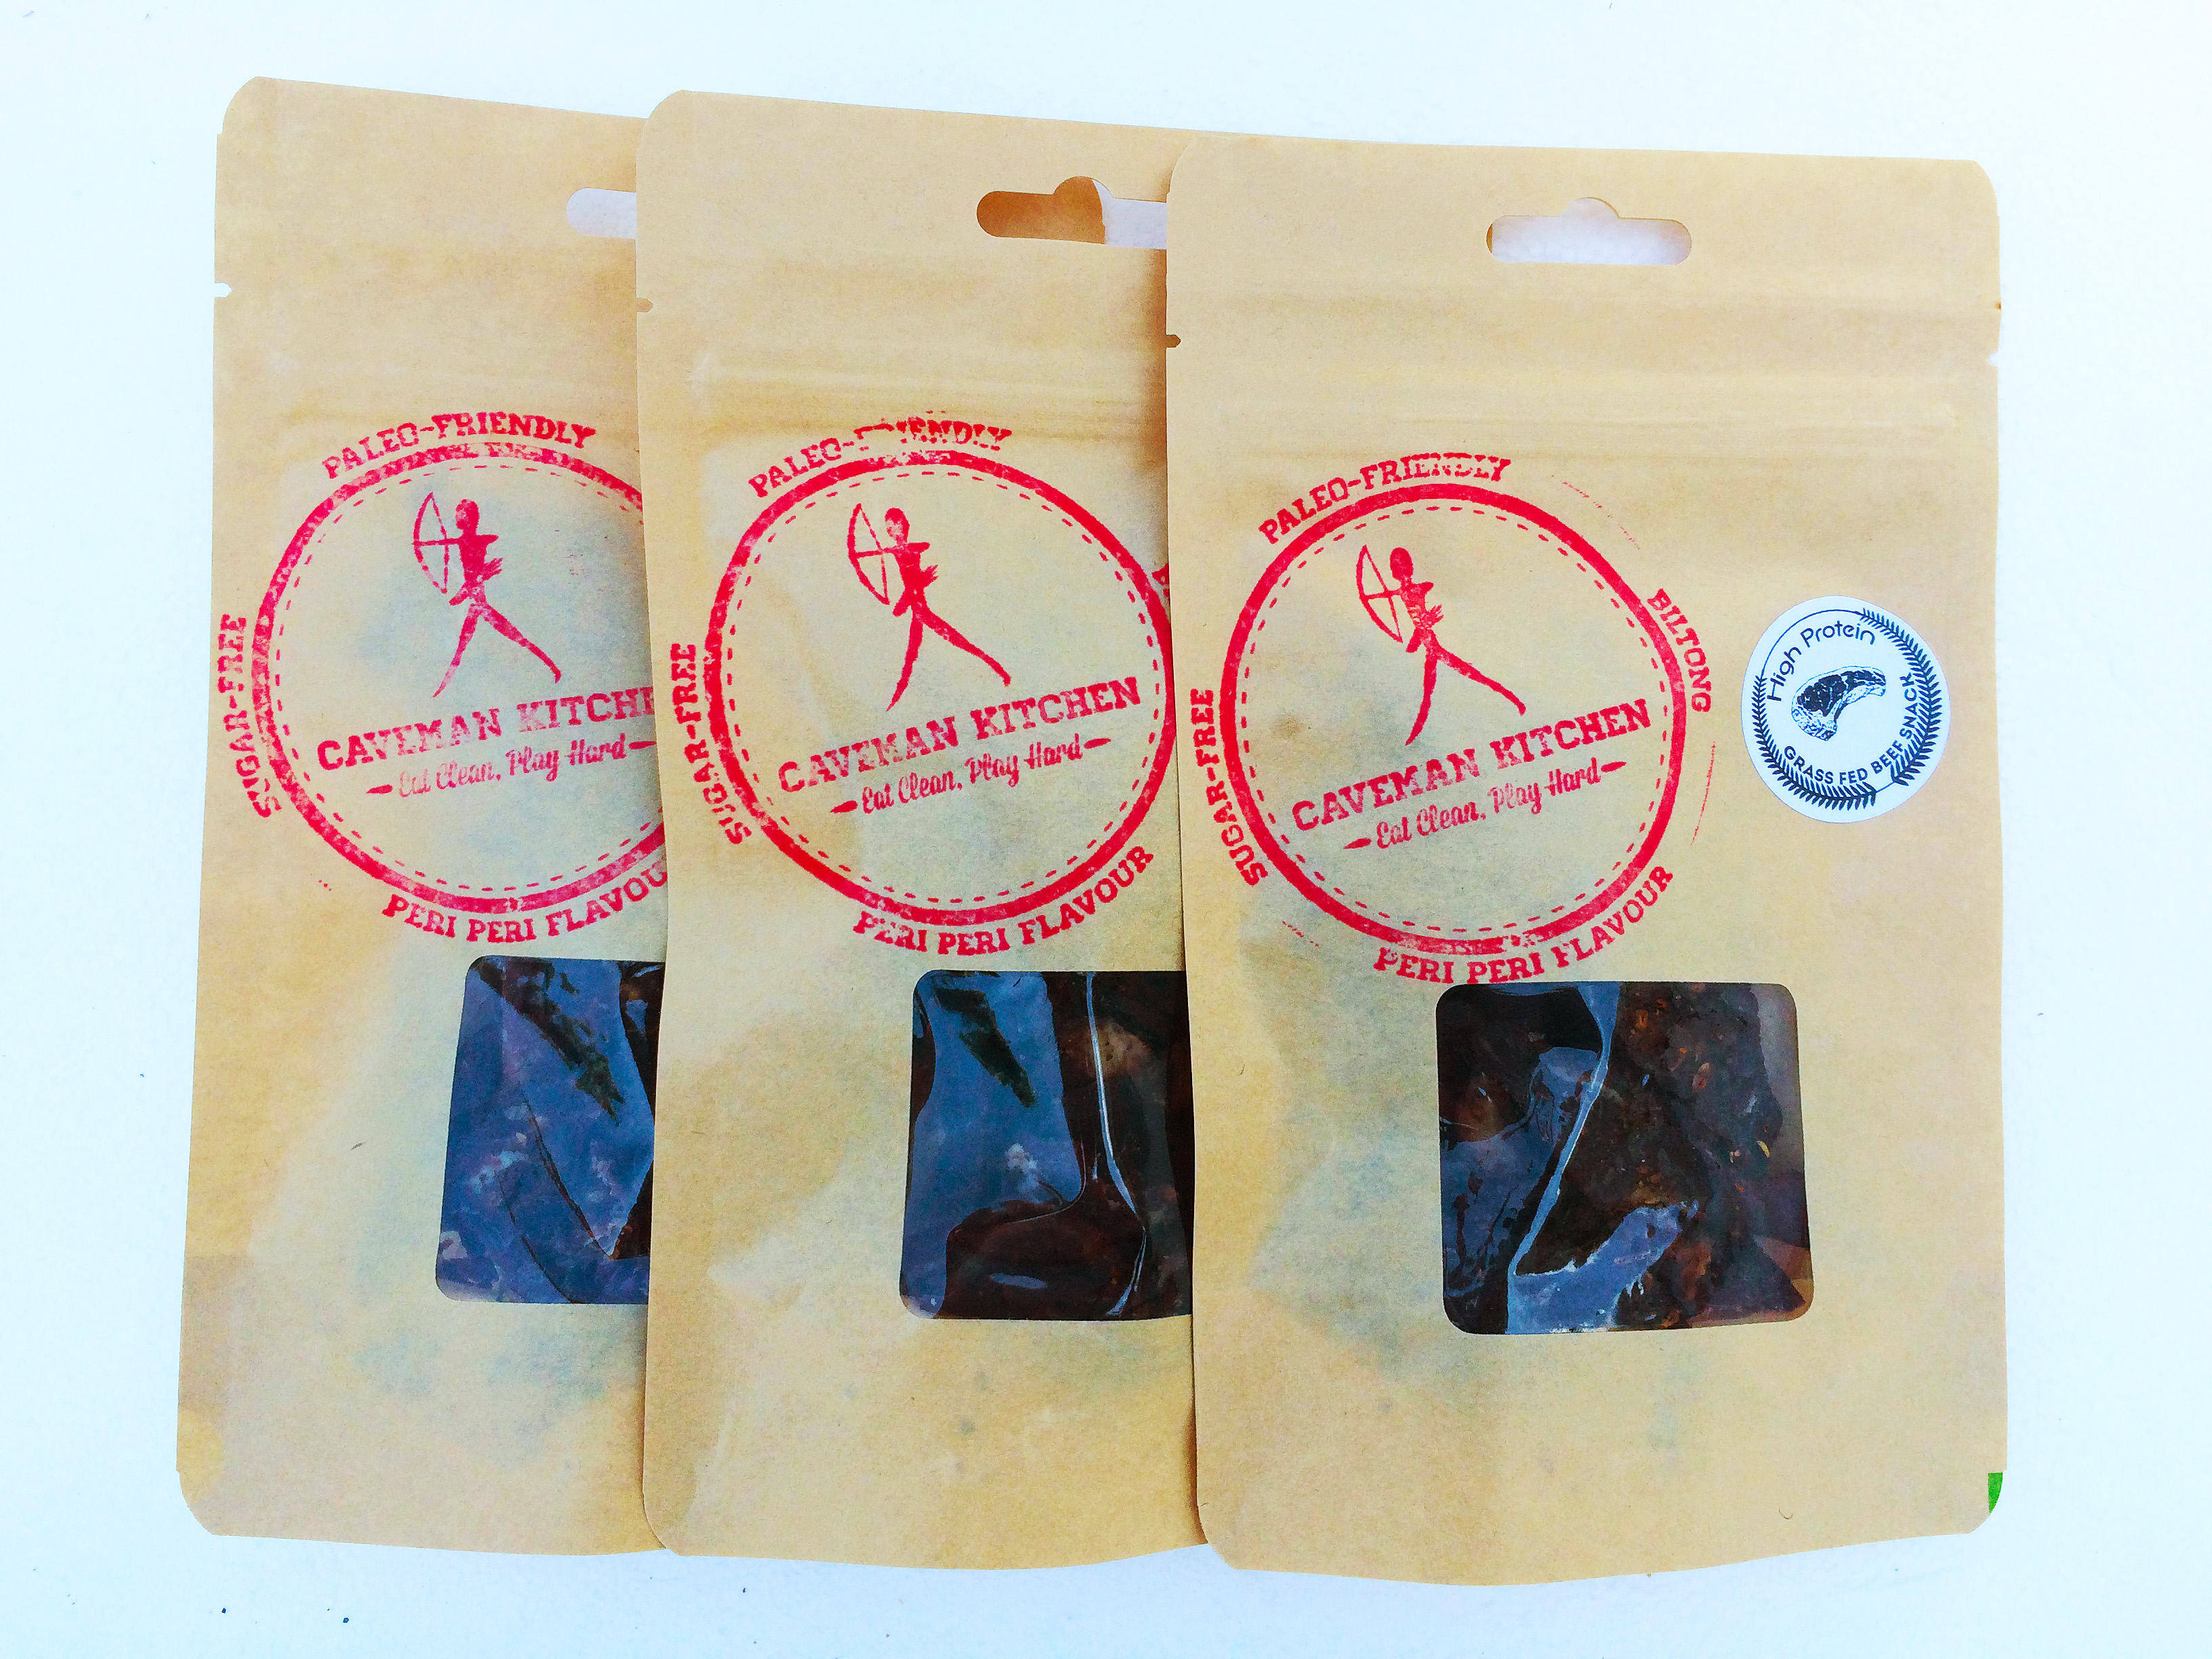 PALEO-FRIENDLY
SUGAR-FREE
CAVEMAN KITCHE
Eat Clean, Play Hard
PERI PERI FLAVOU
PALEO-FRIENDLY
SUGAR-FREE
CAVEMAN KITCHEN
Eat Clean, Play Hard
PERI PERI FLAVOUR
PALEO-FRIENDLY
BILTONG
SUGAR-FREE
CAVEMAN KITCHEN
Eat Clean, Play Hard
PERI PERI FLAVOUR
High Protein
GRASS FED BEEF SNACK